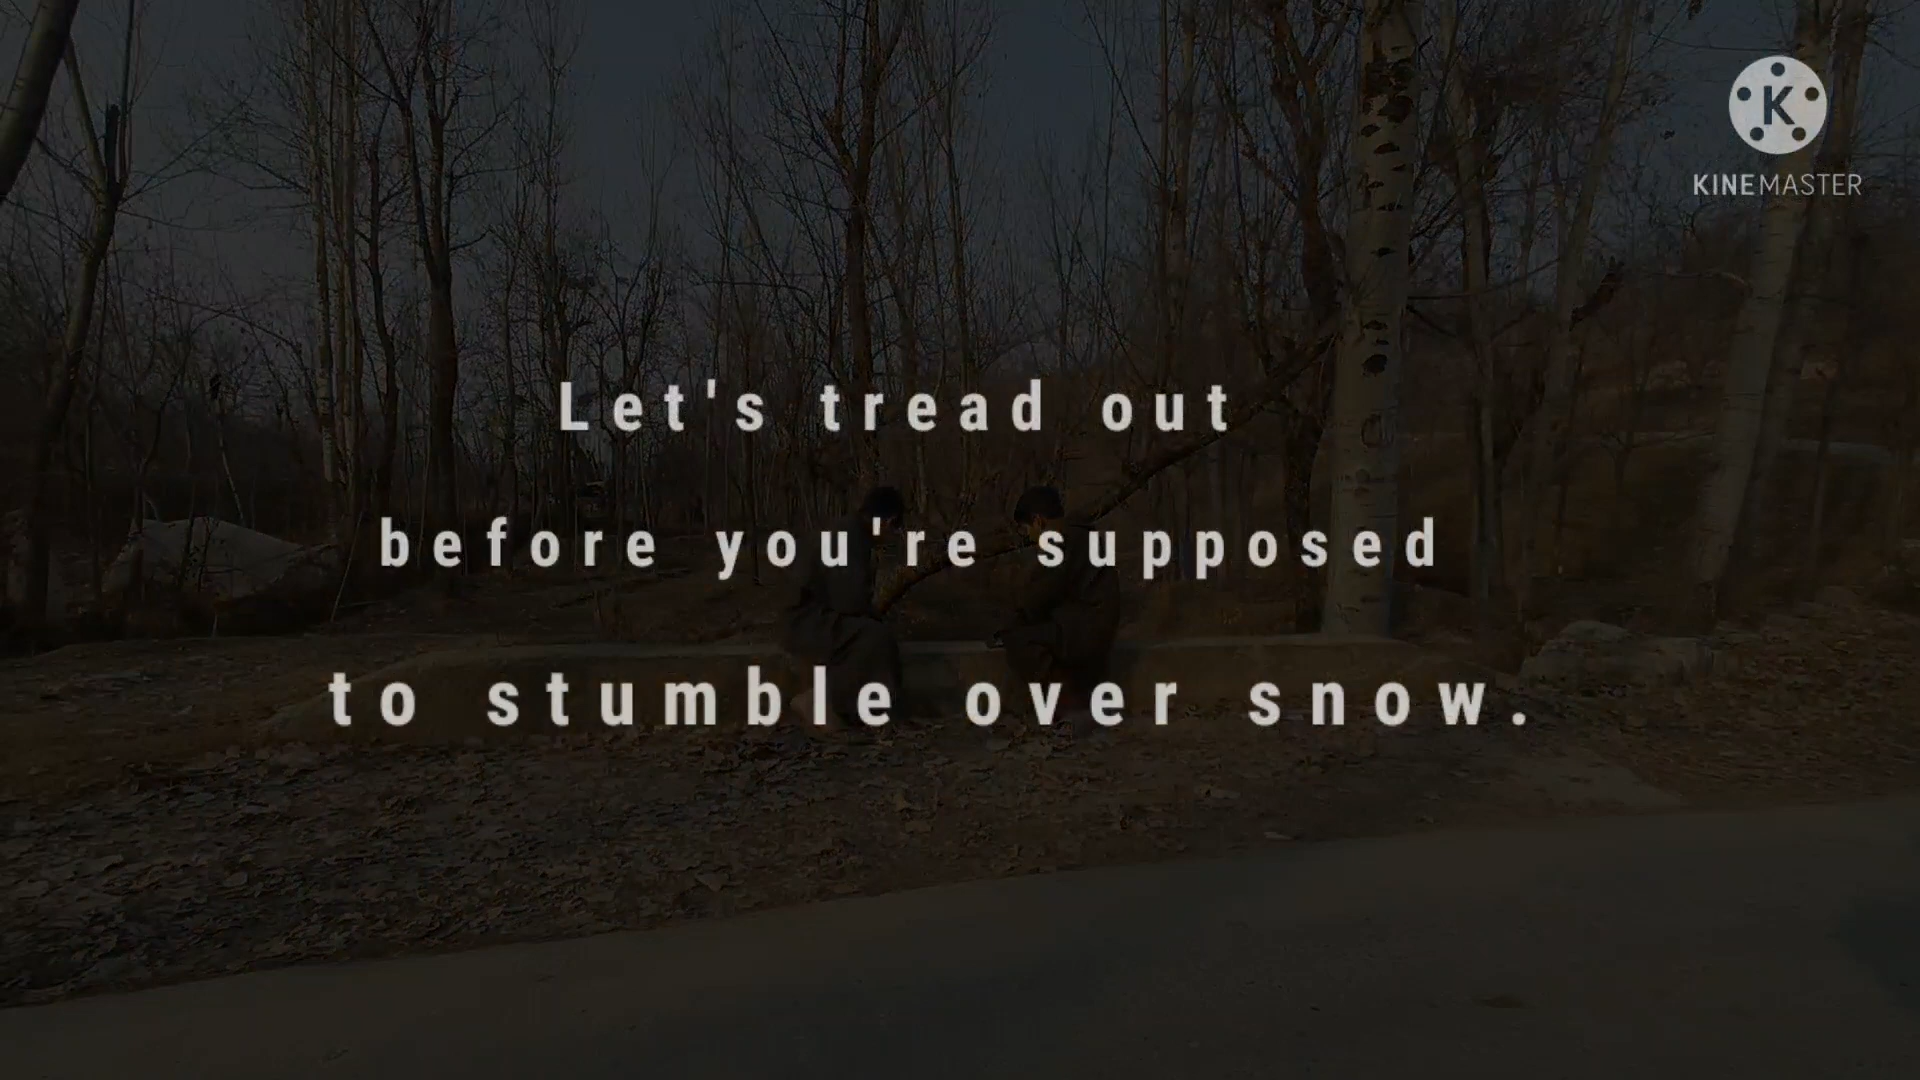 K
KINEMASTER
Let's tread out
before you're supposed
to stumble over snow.